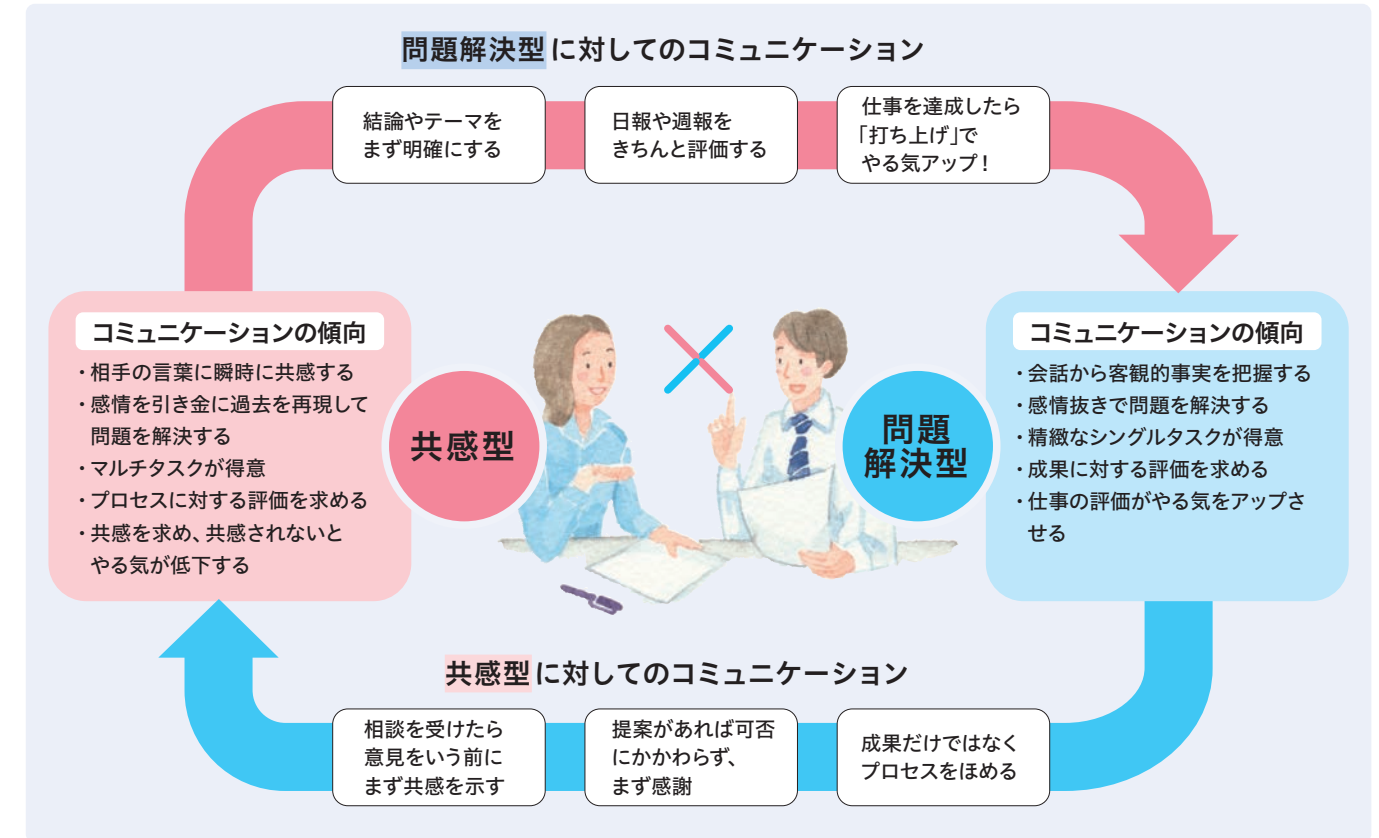 問題解決型に対してのコミュニケーション
結論やテーマを
まず明確にする
日報や週報を
きちんと評価する
仕事を達成したら
「打ち上げ」で
やる気アップ！
コミュニケーションの傾向
・相手の言葉に瞬時に共感する
・感情を引き金に過去を再現して
問題を解決する
・マルチタスクが得意
・プロセスに対する評価を求める
・共感を求め、共感されないと
やる気が低下する
共感型
問題
解決型
コミュニケーションの傾向
・会話から客観的事実を把握する
・感情抜きで問題を解決する
・精緻なシングルタスクが得意
・成果に対する評価を求める
・仕事の評価がやる気をアップさ
せる
共感型に対してのコミュニケーション
相談を受けたら
意見をいう前に
まず共感を示す
提案があれば可否
にかかわらず、
まず感謝
成果だけではなく
プロセスをほめる